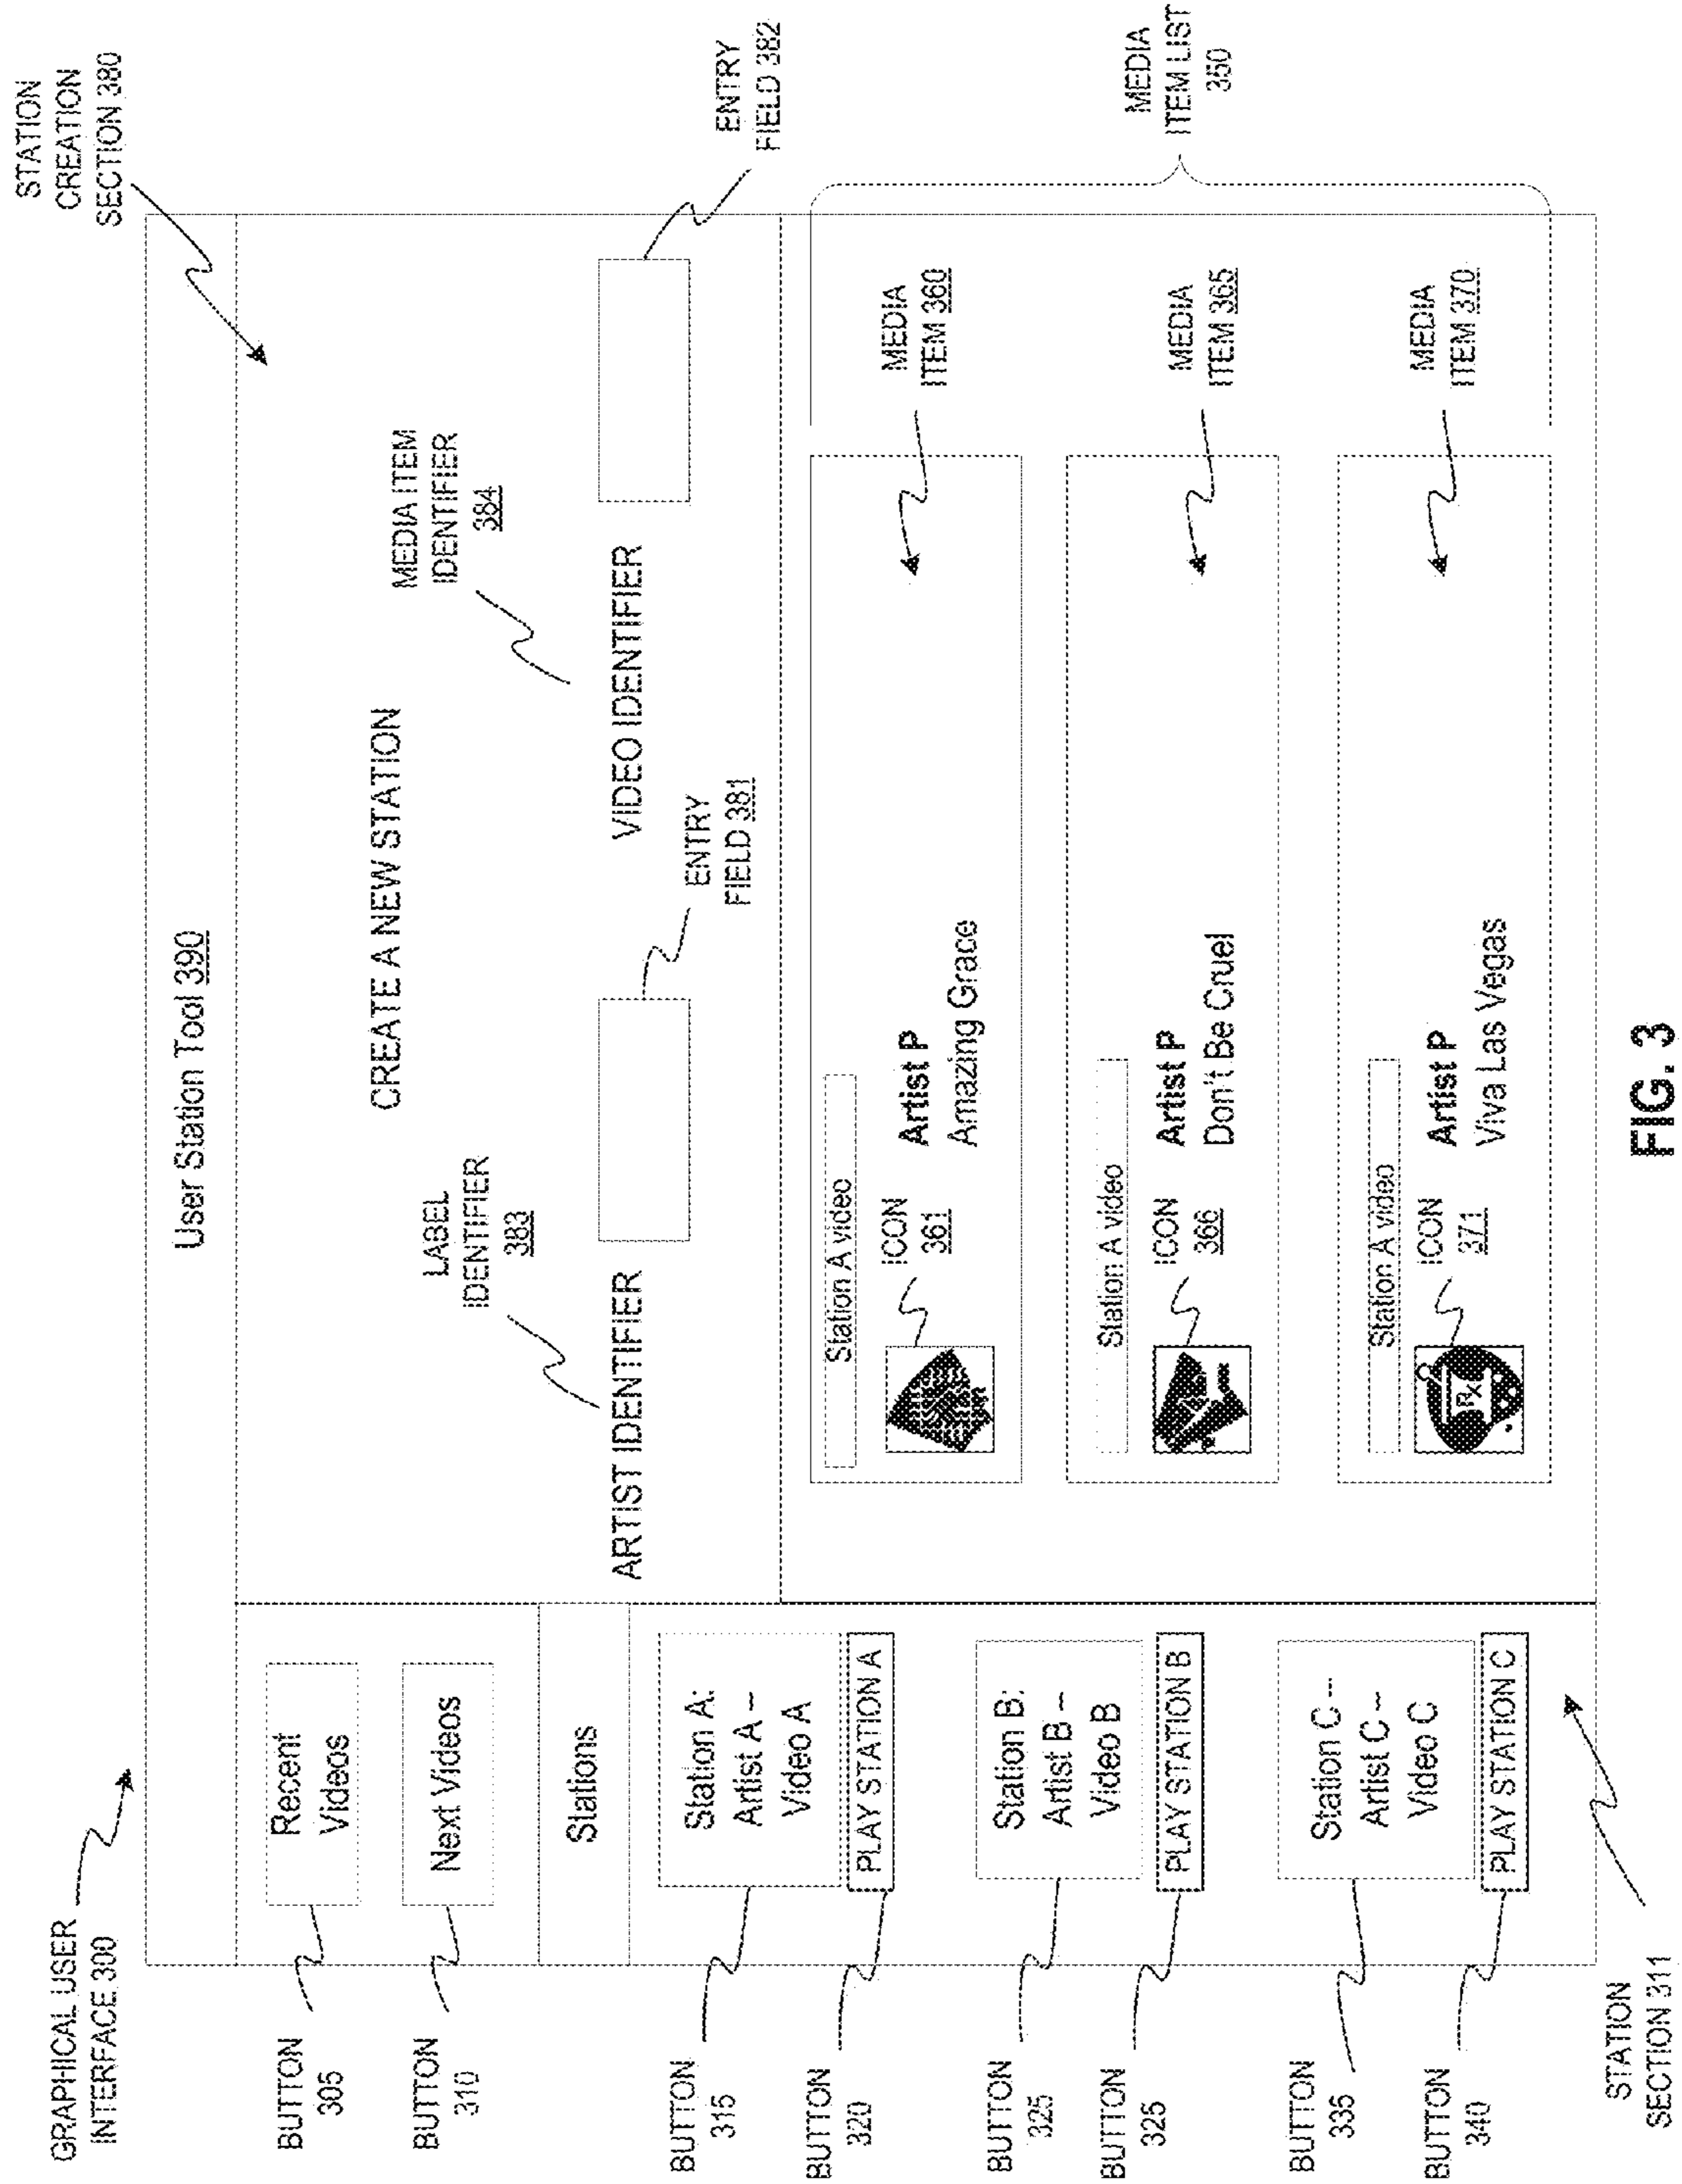 GRAPHICAL USER
INTERFACE 300
STATION
CREATION
SECTION 380
User Station Tool 390
BUTTON
305
Recent
Videos
BUTTON
310
Next Videos
Stations
BUTTON
315
Station A:
Artist A –
Video A
BUTTON
320
PLAY STATION A
BUTTON
325
Station B:
Artist B –
Video B
BUTTON
325
PLAY STATION B
BUTTON
335
Station C –
Artist C –
Video C
BUTTON
340
PLAY STATION C
STATION
SECTION 311
CREATE A NEW STATION
LABEL
IDENTIFIER
383
MEDIA ITEM
IDENTIFIER
384
ARTIST IDENTIFIER
VIDEO IDENTIFIER
ENTRY
FIELD 381
ENTRY
FIELD 382
Station A video
ICON
361
Artist P
Amazing Grace
MEDIA
ITEM 360
Station A video
ICON
366
Artist P
Don't Be Cruel
MEDIA
ITEM 365
Station A video
Rx
ICON
371
Artist P
Viva Las Vegas
MEDIA
ITEM 370
MEDIA
ITEM LIST
350
FIG. 3